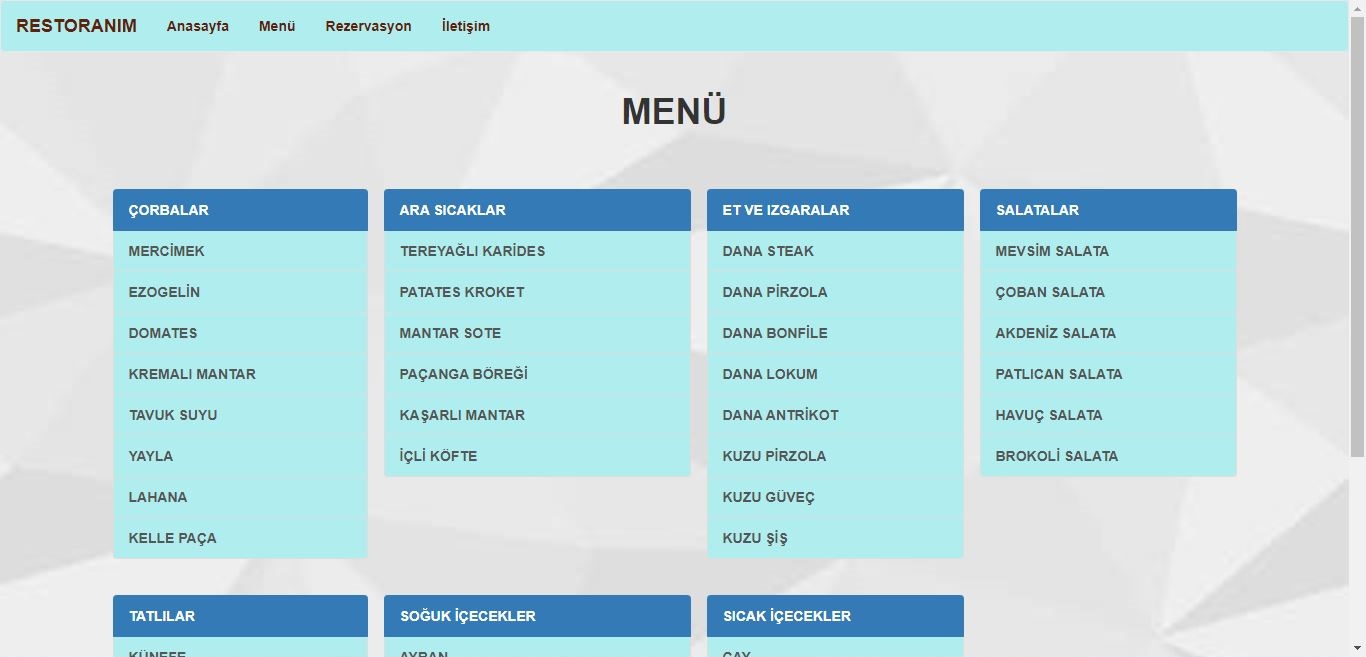 RESTORANIM Anasayfa Menü Rezervasyon İletişim
MENÜ
ÇORBALAR
MERCİMEK
EZOGELİN
DOMATES
KREMALI MANTAR
TAVUK SUYU
YAYLA
LAHANA
KELLE PAÇA
ARA SICAKLAR
TEREYAĞLI KARİDES
PATATES KROKET
MANTAR SOTE
PAÇANGA BÖREĞİ
KAŞARLI MANTAR
İÇLİ KÖFTE
ET VE IZGARALAR
DANA STEAK
DANA PİRZOLA
DANA BONFİLE
DANA LOKUM
DANA ANTRİKOT
KUZU PİRZOLA
KUZU GÜVEÇ
KUZU ŞİŞ
SALATALAR
MEVSİM SALATA
ÇOBAN SALATA
AKDENİZ SALATA
PATLICAN SALATA
HAVUÇ SALATA
BROKOLİ SALATA
TATLILAR
KÜNEFE
SOĞUK İÇECEKLER
AYRAN
SICAK İÇECEKLER
ÇAY